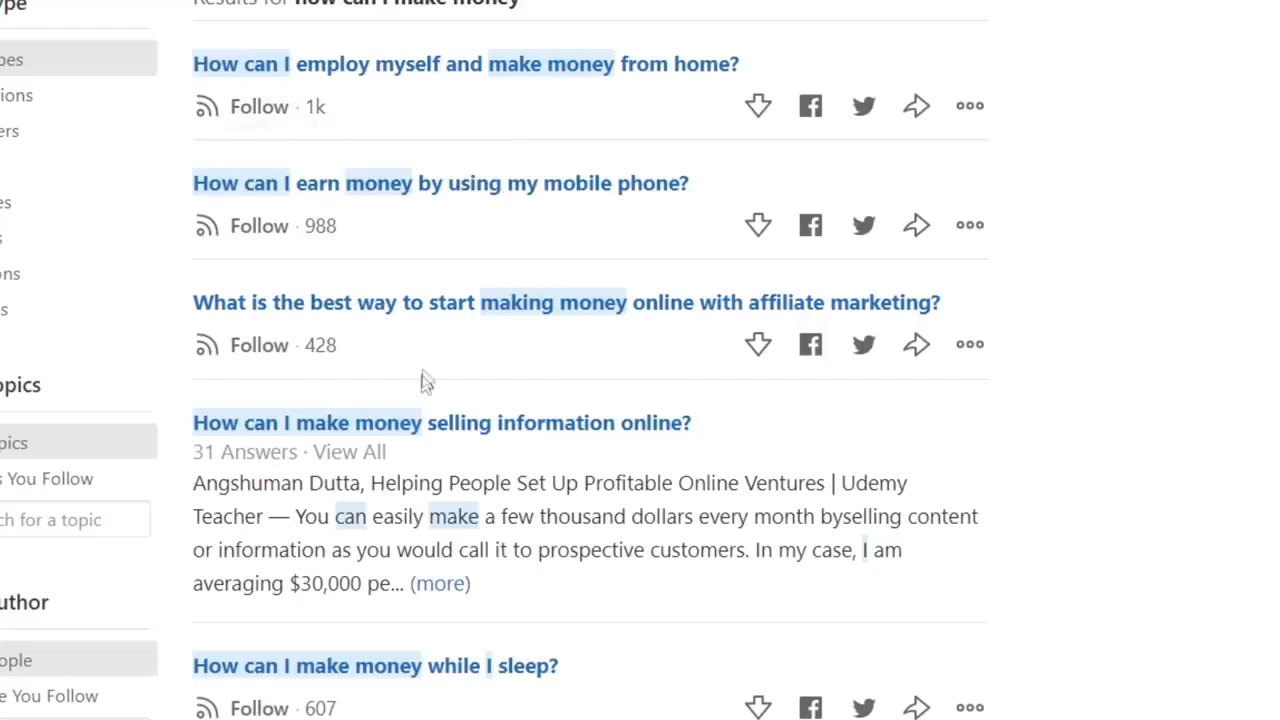 Results for how can I make money
How can I employ myself and make money from home?
Follow · 1k
How can I earn money by using my mobile phone?
Follow · 988
What is the best way to start making money online with affiliate marketing?
Follow · 428
How can I make money selling information online?
31 Answers · View All
Angshuman Dutta, Helping People Set Up Profitable Online Ventures | Udemy
Teacher — You can easily make a few thousand dollars every month byselling content
or information as you would call it to prospective customers. In my case, I am
averaging $30,000 pe... (more)
How can I make money while I sleep?
Follow · 607
ype
pes
ions
ers
es
s
ons
s
opics
pics
s You Follow
ch for a topic
uthor
ople
e You Follow